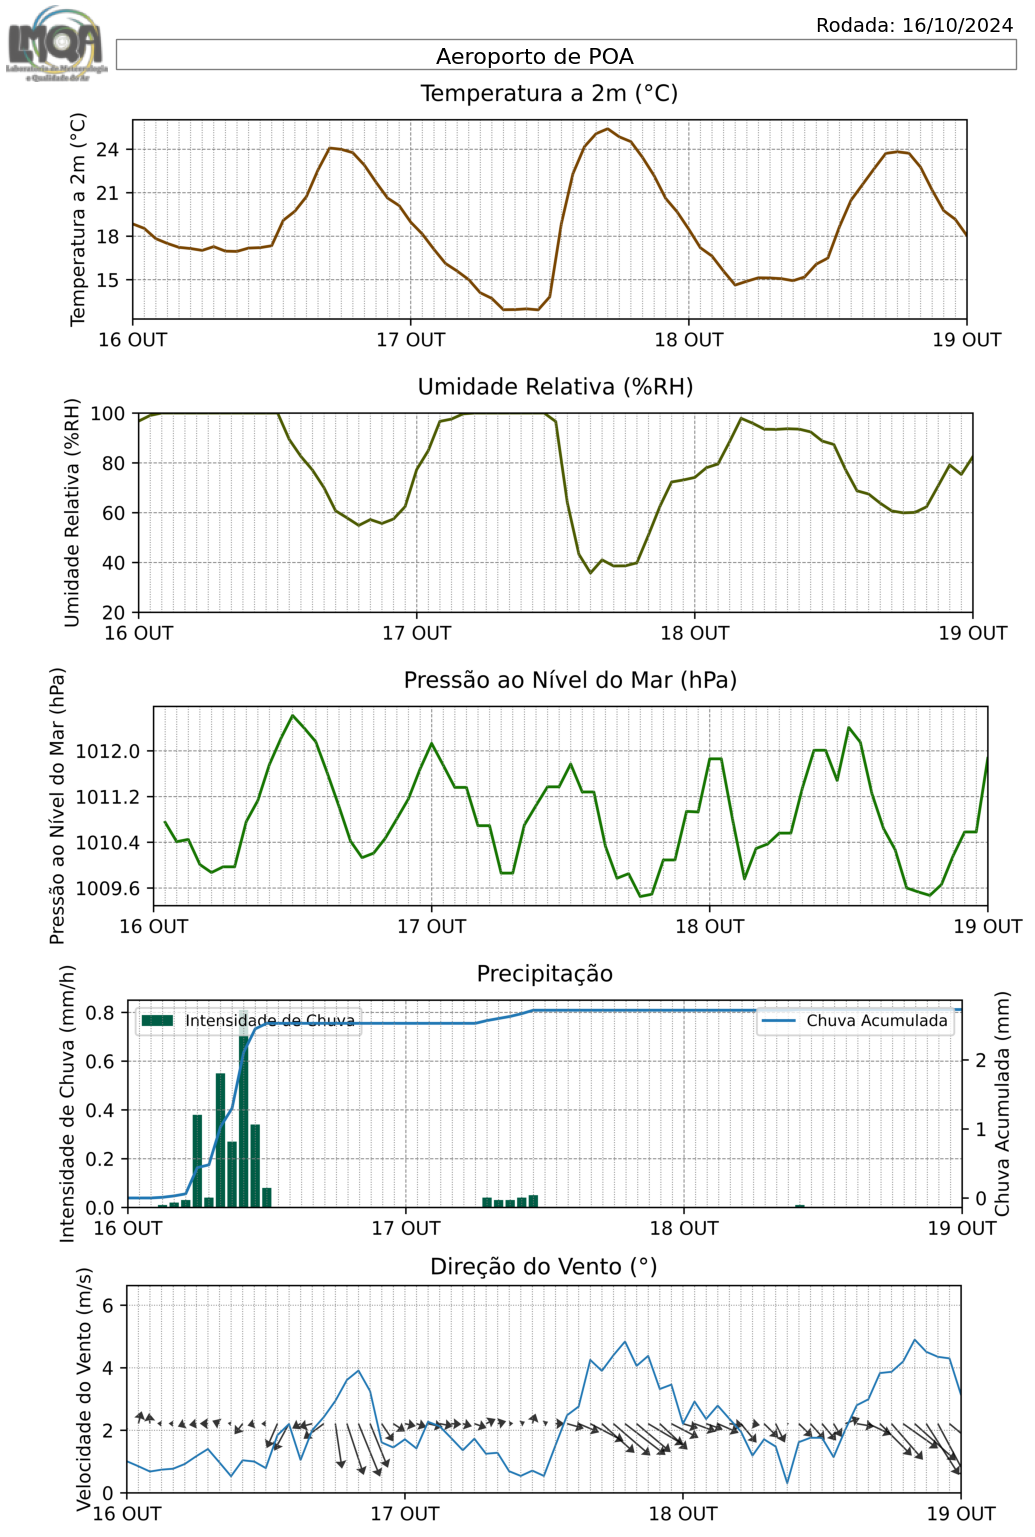 LMQA
Laboratório de Meteorologia
e Qualidade do Ar
Rodada: 16/10/2024
Aeroporto de POA
Temperatura a 2m (°C)
Temperatura a 2m (°C)
24
21
18
15
16 OUT 17 OUT 18 OUT 19 OUT
Umidade Relativa (%RH)
Umidade Relativa (%RH)
100
80
60
40
20
16 OUT 17 OUT 18 OUT 19 OUT
Pressão ao Nível do Mar (hPa)
Pressão ao Nível do Mar (hPa)
1012.0
1011.2
1010.4
1009.6
16 OUT 17 OUT 18 OUT 19 OUT
Precipitação
Intensidade de Chuva (mm/h)
0.8
0.6
0.4
0.2
0.0
Intensidade de Chuva
Chuva Acumulada
2
1
0
Chuva Acumulada (mm)
16 OUT 17 OUT 18 OUT 19 OUT
Direção do Vento (°)
Velocidade do Vento (m/s)
6
4
2
0
16 OUT 17 OUT 18 OUT 19 OUT